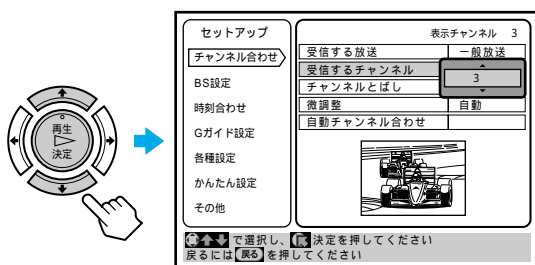 再生
決定
セットアップ
チャンネル合わせ
BS設定
時刻合わせ
Gガイド設定
各種設定
かんたん設定
その他
表示チャンネル 3
受信する放送 一般放送
受信するチャンネル 3
チャンネルとばし
微調整 自動
自動チャンネル合わせ
で選択し、 決定を押してください
戻るには 戻る を押してください